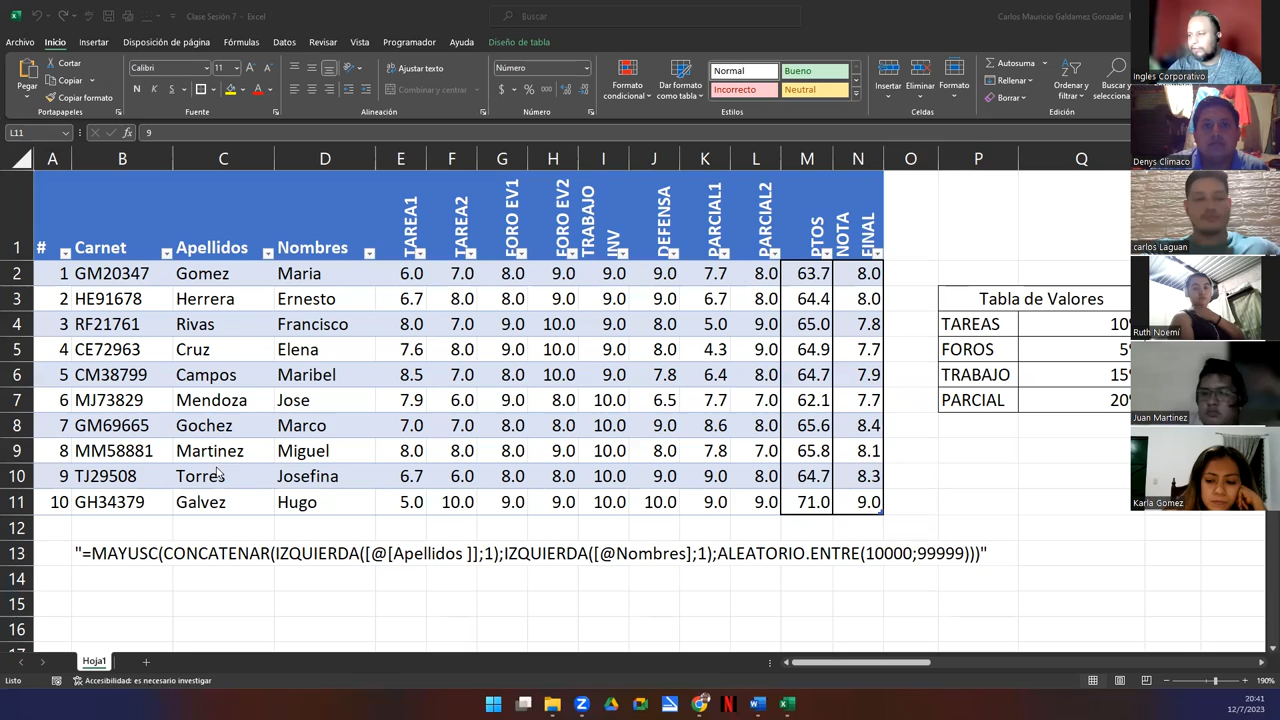 Clase Sesión 7 - Excel
Buscar
Carlos Mauricio Galdamez Gonzalez
Archivo Inicio Insertar Disposición de página Fórmulas Datos Revisar Vista Programador Ayuda Diseño de tabla
Pegar
Cortar
Copiar
Copiar formato
Portapapeles
Calibri 11
N K S
Fuente
Ajustar texto
Combinar y centrar
Alineación
Número
Número
Formato condicional
Dar formato como tabla
Normal Bueno
Incorrecto Neutral
Estilos
Insertar Eliminar Formato
Celdas
Autosuma
Rellenar
Borrar
Ordenar y filtrar
Buscar y
L11 fx 9
A B C D E F G H I J K L M N O P Q
1 # Carnet Apellidos Nombres TAREA1 TAREA2 FORO EV1 FORO EV2 TRABAJO INV DEFENSA PARCIAL1 PARCIAL2 PTOS NOTA FINAL
2 1 GM20347 Gomez Maria 6.0 7.0 8.0 9.0 9.0 9.0 7.7 8.0 63.7 8.0
3 2 HE91678 Herrera Ernesto 6.7 8.0 8.0 9.0 9.0 9.0 6.7 8.0 64.4 8.0 Tabla de Valores
4 3 RF21761 Rivas Francisco 8.0 7.0 9.0 10.0 9.0 8.0 5.0 9.0 65.0 7.8 TAREAS 10
5 4 CE72963 Cruz Elena 7.6 8.0 9.0 10.0 9.0 8.0 4.3 9.0 64.9 7.7 FOROS 5
6 5 CM38799 Campos Maribel 8.5 7.0 9.0 10.0 9.0 7.8 6.4 8.0 64.7 7.9 TRABAJO 15
7 6 MJ73829 Mendoza Jose 7.9 6.0 9.0 8.0 10.0 6.5 7.7 7.0 62.1 7.7 PARCIAL 20
8 7 GM69665 Gochez Marco 7.0 7.0 8.0 8.0 10.0 9.0 8.6 8.0 65.6 8.4
9 8 MM58881 Martinez Miguel 8.0 8.0 8.0 9.0 10.0 8.0 7.8 7.0 65.8 8.1
10 9 TJ29508 Torres Josefina 6.7 6.0 8.0 8.0 10.0 9.0 9.0 8.0 64.7 8.3
11 10 GH34379 Galvez Hugo 5.0 10.0 9.0 9.0 10.0 10.0 9.0 9.0 71.0 9.0
12
13 "=MAYUSC(CONCATENAR(IZQUIERDA([@[Apellidos ]];1);IZQUIERDA([@Nombres];1);ALEATORIO.ENTRE(10000;99999)))"
14
15
16
Hoja1
Listo Accesibilidad: es necesario investigar 190%
20:41
12/7/2023
Ingles Corporativo
Denys Climaco
carlos Laguan
Ruth Noemí
Juan Martinez
Karla Gomez